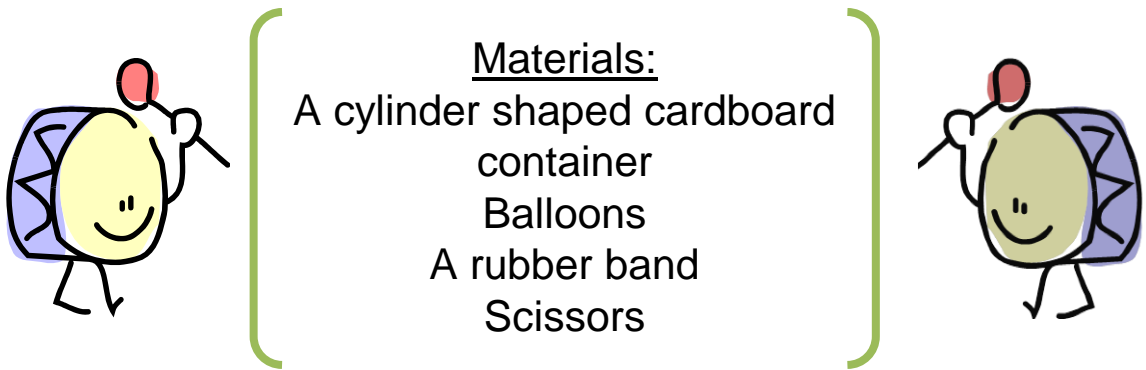 Materials:
A cylinder shaped cardboard
container
Balloons
A rubber band
Scissors